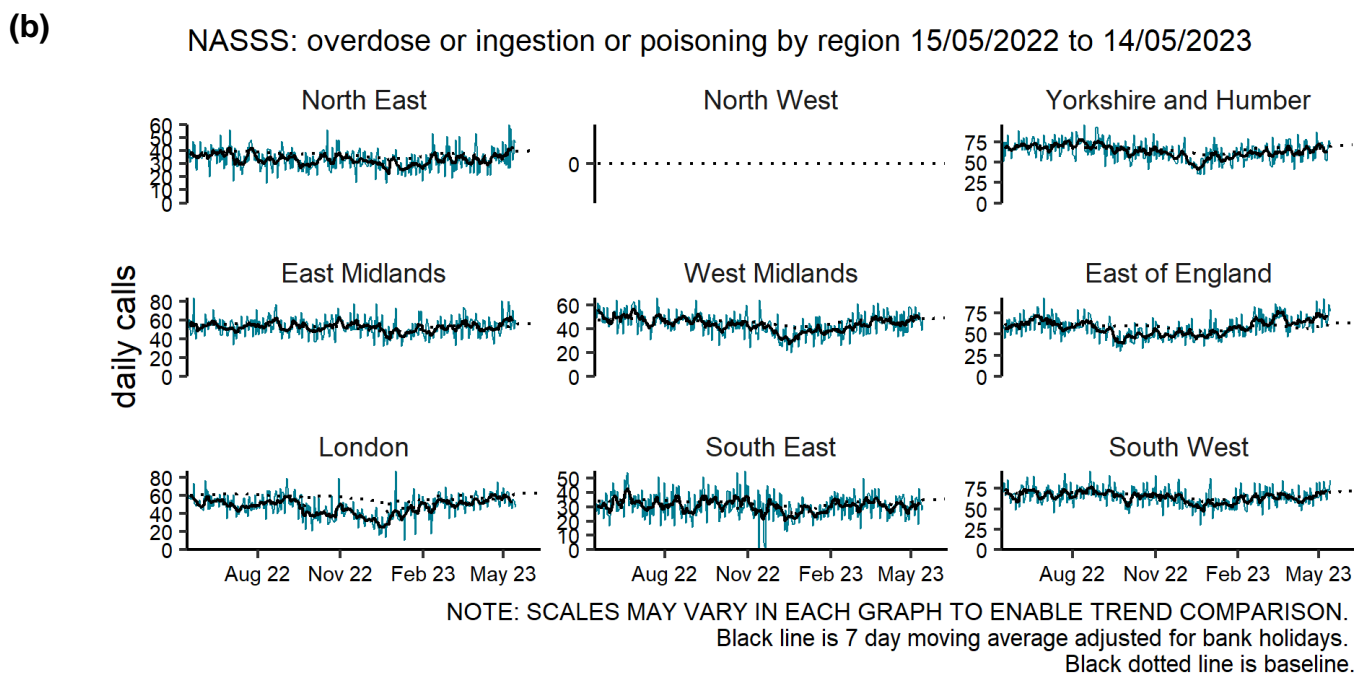 (b)
NASSS: overdose or ingestion or poisoning by region 15/05/2022 to 14/05/2023
North East
North West
Yorkshire and Humber
60
50
40
30
20
10
0
0
75
50
25
0
East Midlands
West Midlands
East of England
daily calls
80
60
40
20
0
60
40
20
0
75
50
25
0
London
South East
South West
80
60
40
20
0
50
40
30
20
10
0
75
50
25
0
Aug 22 Nov 22 Feb 23 May 23
Aug 22 Nov 22 Feb 23 May 23
Aug 22 Nov 22 Feb 23 May 23
NOTE: SCALES MAY VARY IN EACH GRAPH TO ENABLE TREND COMPARISON.
Black line is 7 day moving average adjusted for bank holidays.
Black dotted line is baseline.